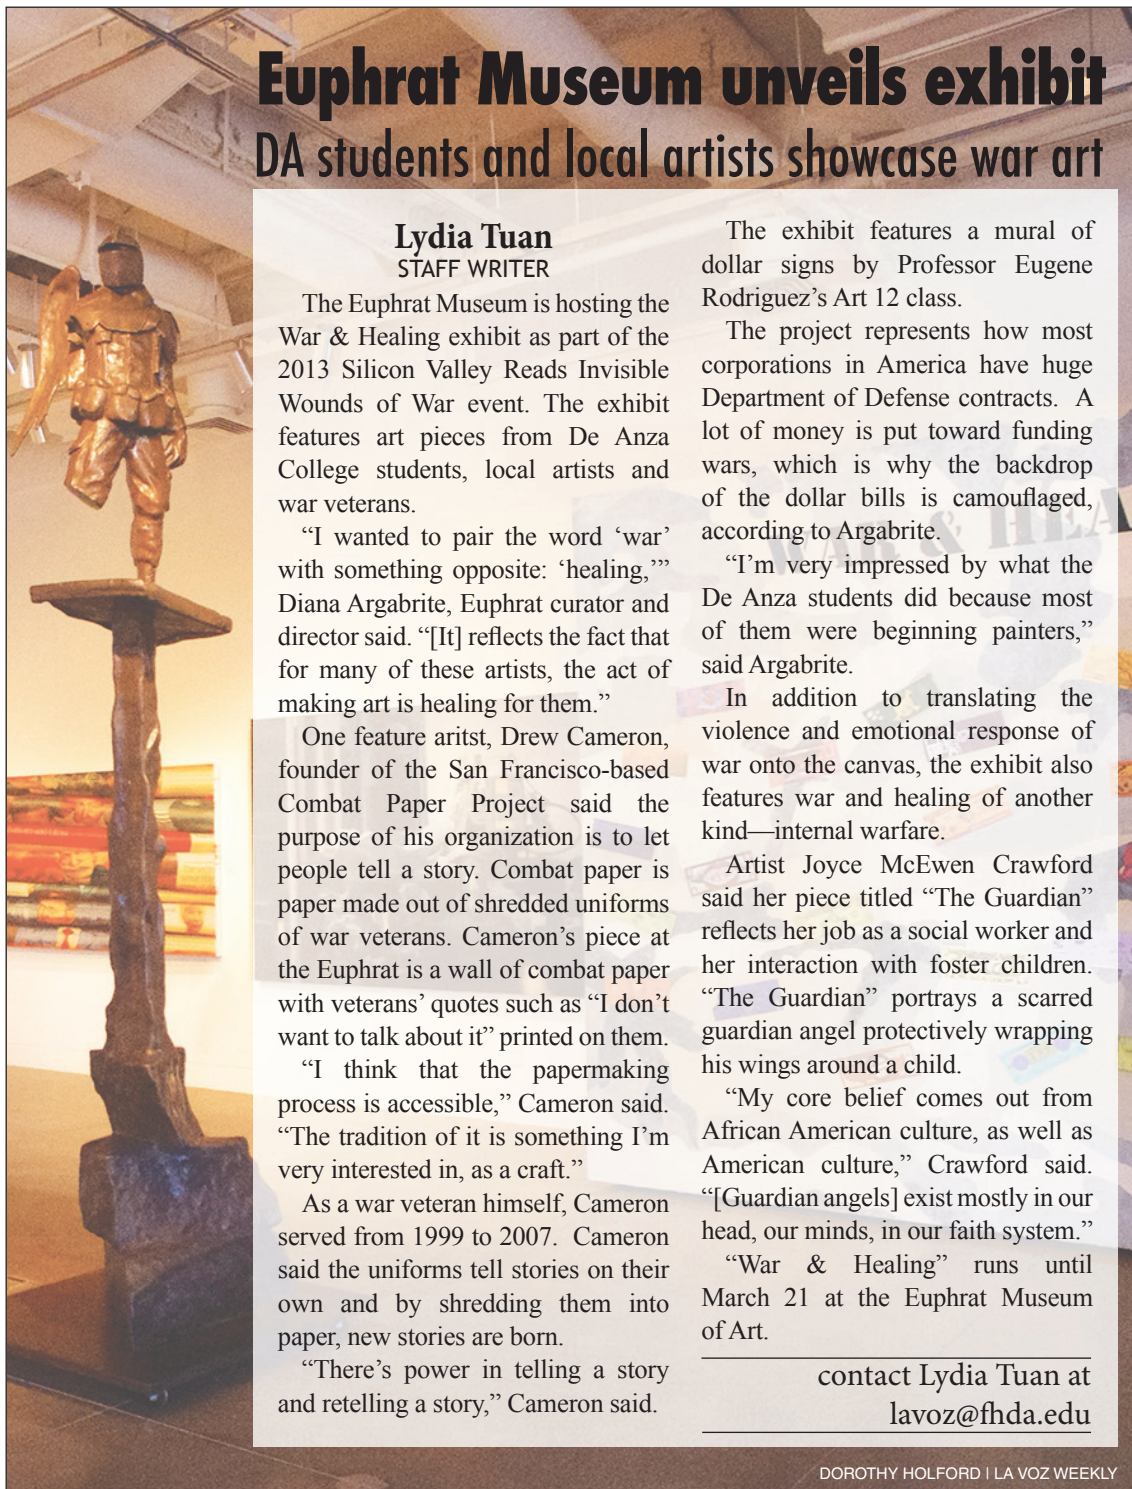 Euphrat Museum unveils exhibit
DA students and local artists showcase war art
Lydia Tuan
STAFF WRITER
The Euphrat Museum is hosting the
War & Healing exhibit as part of the
2013 Silicon Valley Reads Invisible
Wounds of War event. The exhibit
features art pieces from De Anza
College students, local artists and
war veterans.
“I wanted to pair the word ‘war’
with something opposite: ‘healing,’”
Diana Argabrite, Euphrat curator and
director said. “[It] reflects the fact that
for many of these artists, the act of
making art is healing for them.”
One feature aritst, Drew Cameron,
founder of the San Francisco-based
Combat Paper Project said the
purpose of his organization is to let
people tell a story. Combat paper is
paper made out of shredded uniforms
of war veterans. Cameron’s piece at
the Euphrat is a wall of combat paper
with veterans’ quotes such as “I don’t
want to talk about it” printed on them.
“I think that the papermaking
process is accessible,” Cameron said.
“The tradition of it is something I’m
very interested in, as a craft.”
As a war veteran himself, Cameron
served from 1999 to 2007. Cameron
said the uniforms tell stories on their
own and by shredding them into
paper, new stories are born.
“There’s power in telling a story
and retelling a story,” Cameron said.
The exhibit features a mural of
dollar signs by Professor Eugene
Rodriguez’s Art 12 class.
The project represents how most
corporations in America have huge
Department of Defense contracts. A
lot of money is put toward funding
wars, which is why the backdrop
of the dollar bills is camouflaged,
according to Argabrite.
“I’m very impressed by what the
De Anza students did because most
of them were beginning painters,”
said Argabrite.
In addition to translating the
violence and emotional response of
war onto the canvas, the exhibit also
features war and healing of another
kind—internal warfare.
Artist Joyce McEwen Crawford
said her piece titled “The Guardian”
reflects her job as a social worker and
her interaction with foster children.
“The Guardian” portrays a scarred
guardian angel protectively wrapping
his wings around a child.
“My core belief comes out from
African American culture, as well as
American culture,” Crawford said.
“[Guardian angels] exist mostly in our
head, our minds, in our faith system.”
“War & Healing” runs until
March 21 at the Euphrat Museum
of Art.
contact Lydia Tuan at
lavoz@fhda.edu
WAR & HEA
DOROTHY HOLFORD | LA VOZ WEEKLY